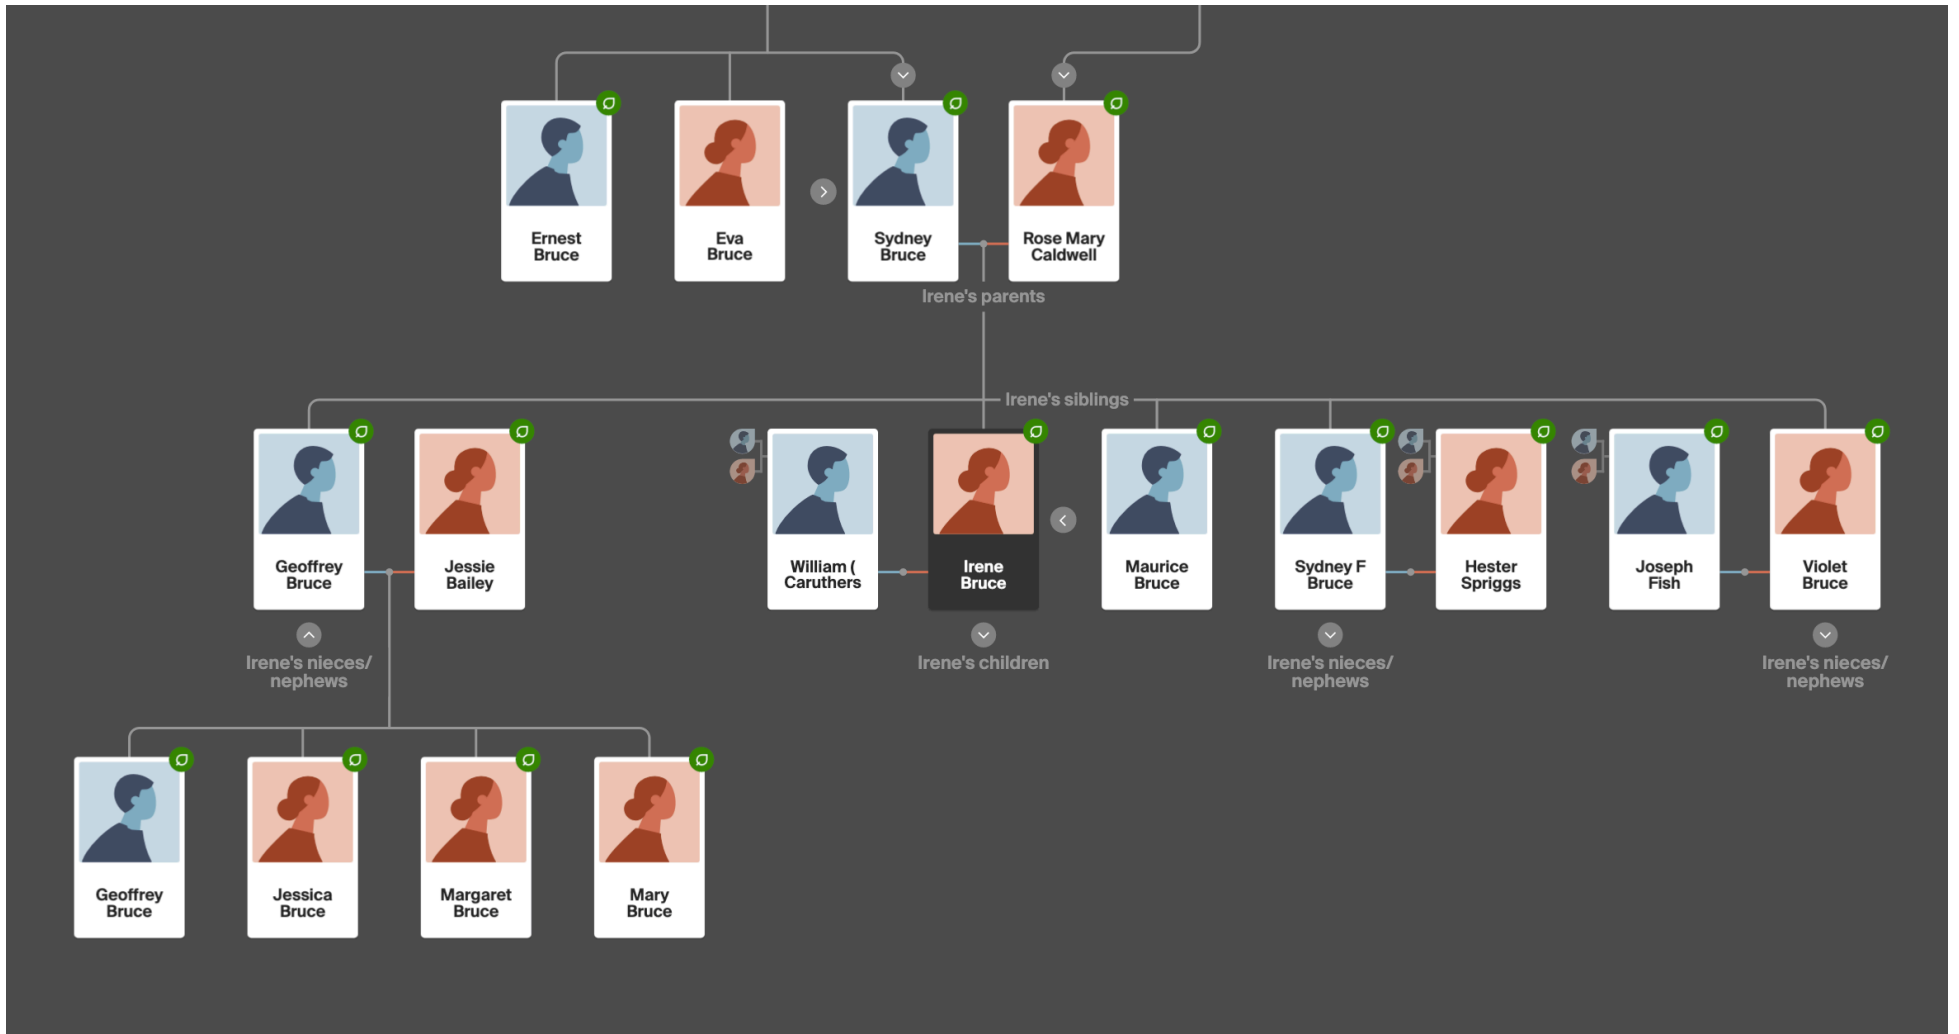 Ernest
Bruce
Eva
Bruce
Sydney
Bruce
Rose Mary
Caldwell
Irene's parents
Irene's siblings
Geoffrey
Bruce
Jessie
Bailey
William (
Caruthers
Irene
Bruce
Maurice
Bruce
Sydney F
Bruce
Hester
Spriggs
Joseph
Fish
Violet
Bruce
Irene's nieces/
nephews
Irene's children
Irene's nieces/
nephews
Irene's nieces/
nephews
Geoffrey
Bruce
Jessica
Bruce
Margaret
Bruce
Mary
Bruce